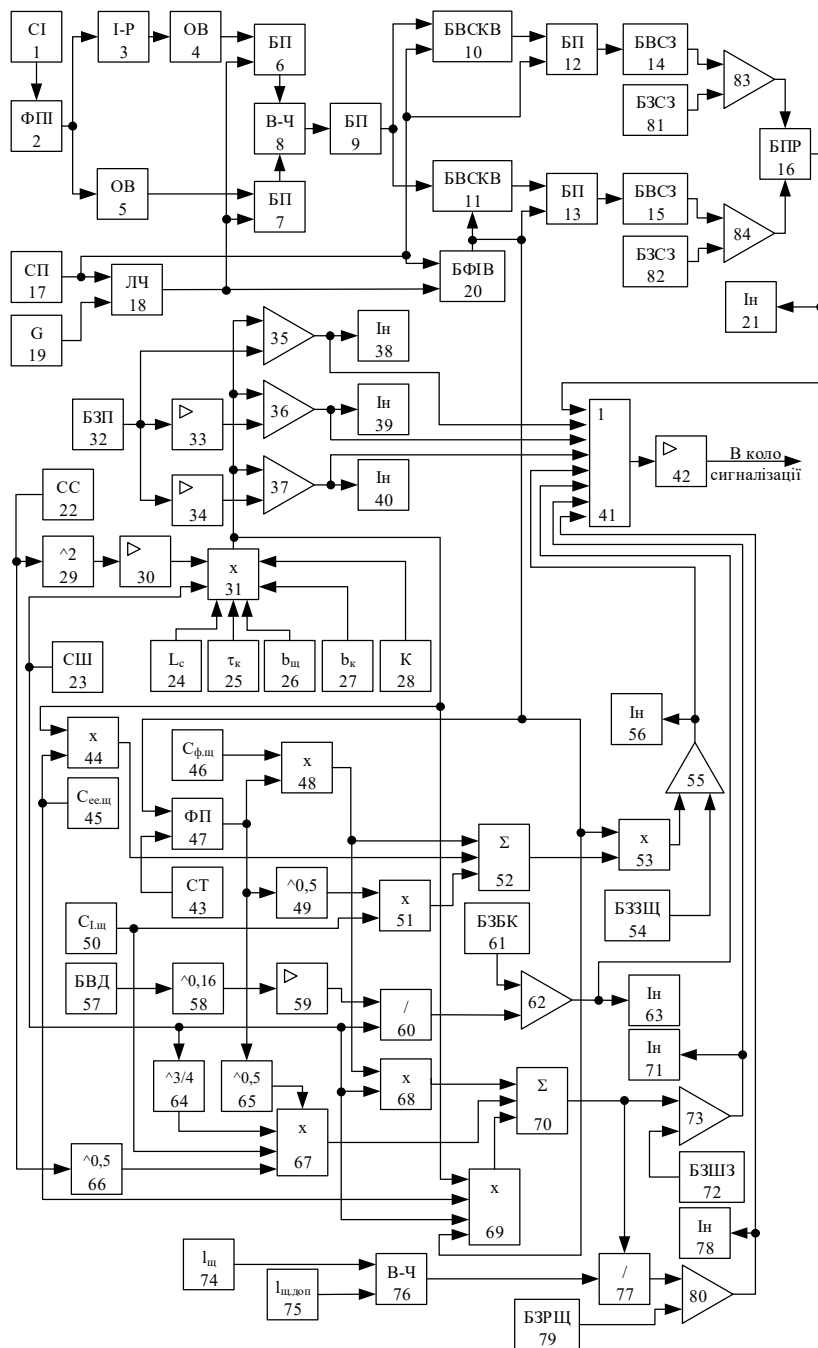 СІ
1
І-Р
3
ОВ
4
БП
6
БВСКВ
10
БП
12
БВСЗ
14
83
ФПІ
2
В-Ч
8
БП
9
БЗСЗ
81
БПР
16
ОВ
5
БП
7
БВСКВ
11
БП
13
БВСЗ
15
84
БЗСЗ
82
СП
17
ЛЧ
18
БФІВ
20
Ін
21
G
19
35
Ін
38
БЗП
32
33
36
Ін
39
1
41
42
В коло
сигналізації
34
37
Ін
40
СС
22
^2
29
30
x
31
СШ
23
Lс
24
τк
25
bщ
26
bк
27
К
28
x
44
Cф.щ
46
x
48
Ін
56
55
Cее.щ
45
ФП
47
Σ
52
x
53
СТ
43
^0,5
49
x
51
БЗЗЩ
54
CІ.щ
50
БЗБК
61
БВД
57
^0,16
58
59
/
60
62
Ін
63
Ін
71
^3/4
64
^0,5
65
x
68
Σ
70
73
x
67
^0,5
66
x
69
БЗШЗ
72
Ін
78
lщ
74
В-Ч
76
/
77
80
lщ.доп
75
БЗРЩ
79